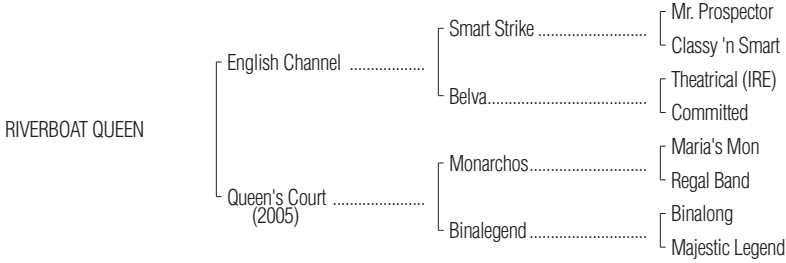 Mr. Prospector
Smart Strike ..........................
Classy 'n Smart
English Channel ..................
Theatrical (IRE)
Belva......................................
Committed
RIVERBOAT QUEEN
Maria's Mon
Monarchos............................
Regal Band
Queen's Court ......................
(2005)
Binalong
Binalegend............................
Majestic Legend